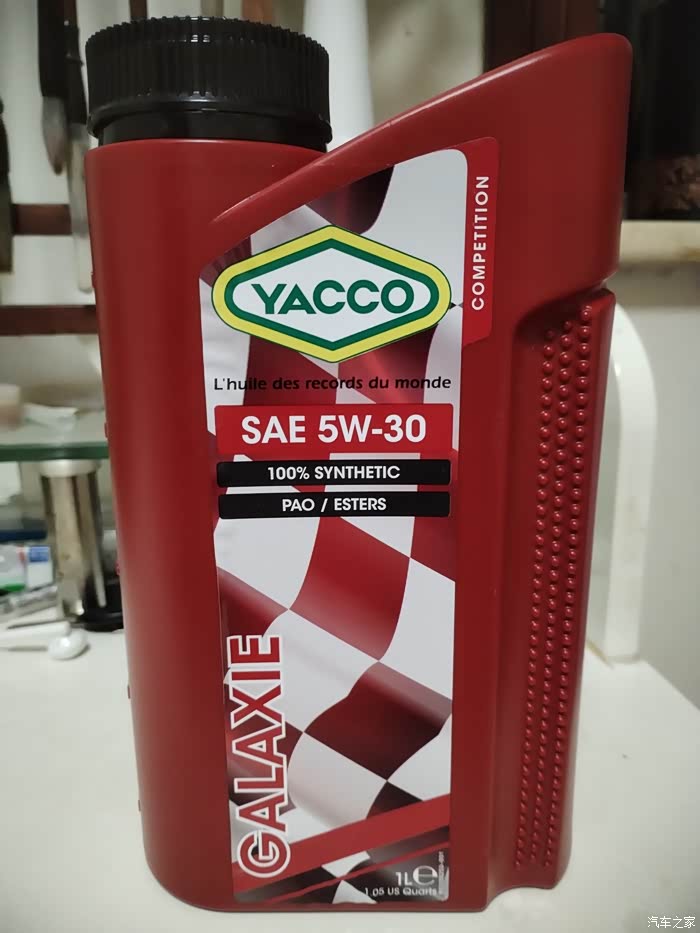 COMPETITION
YACCO
L'huile des records du monde
SAE 5W-30
100% SYNTHETIC
PAO / ESTERS
GALAXIE
1L e
1.05 US Quarts
汽车之家